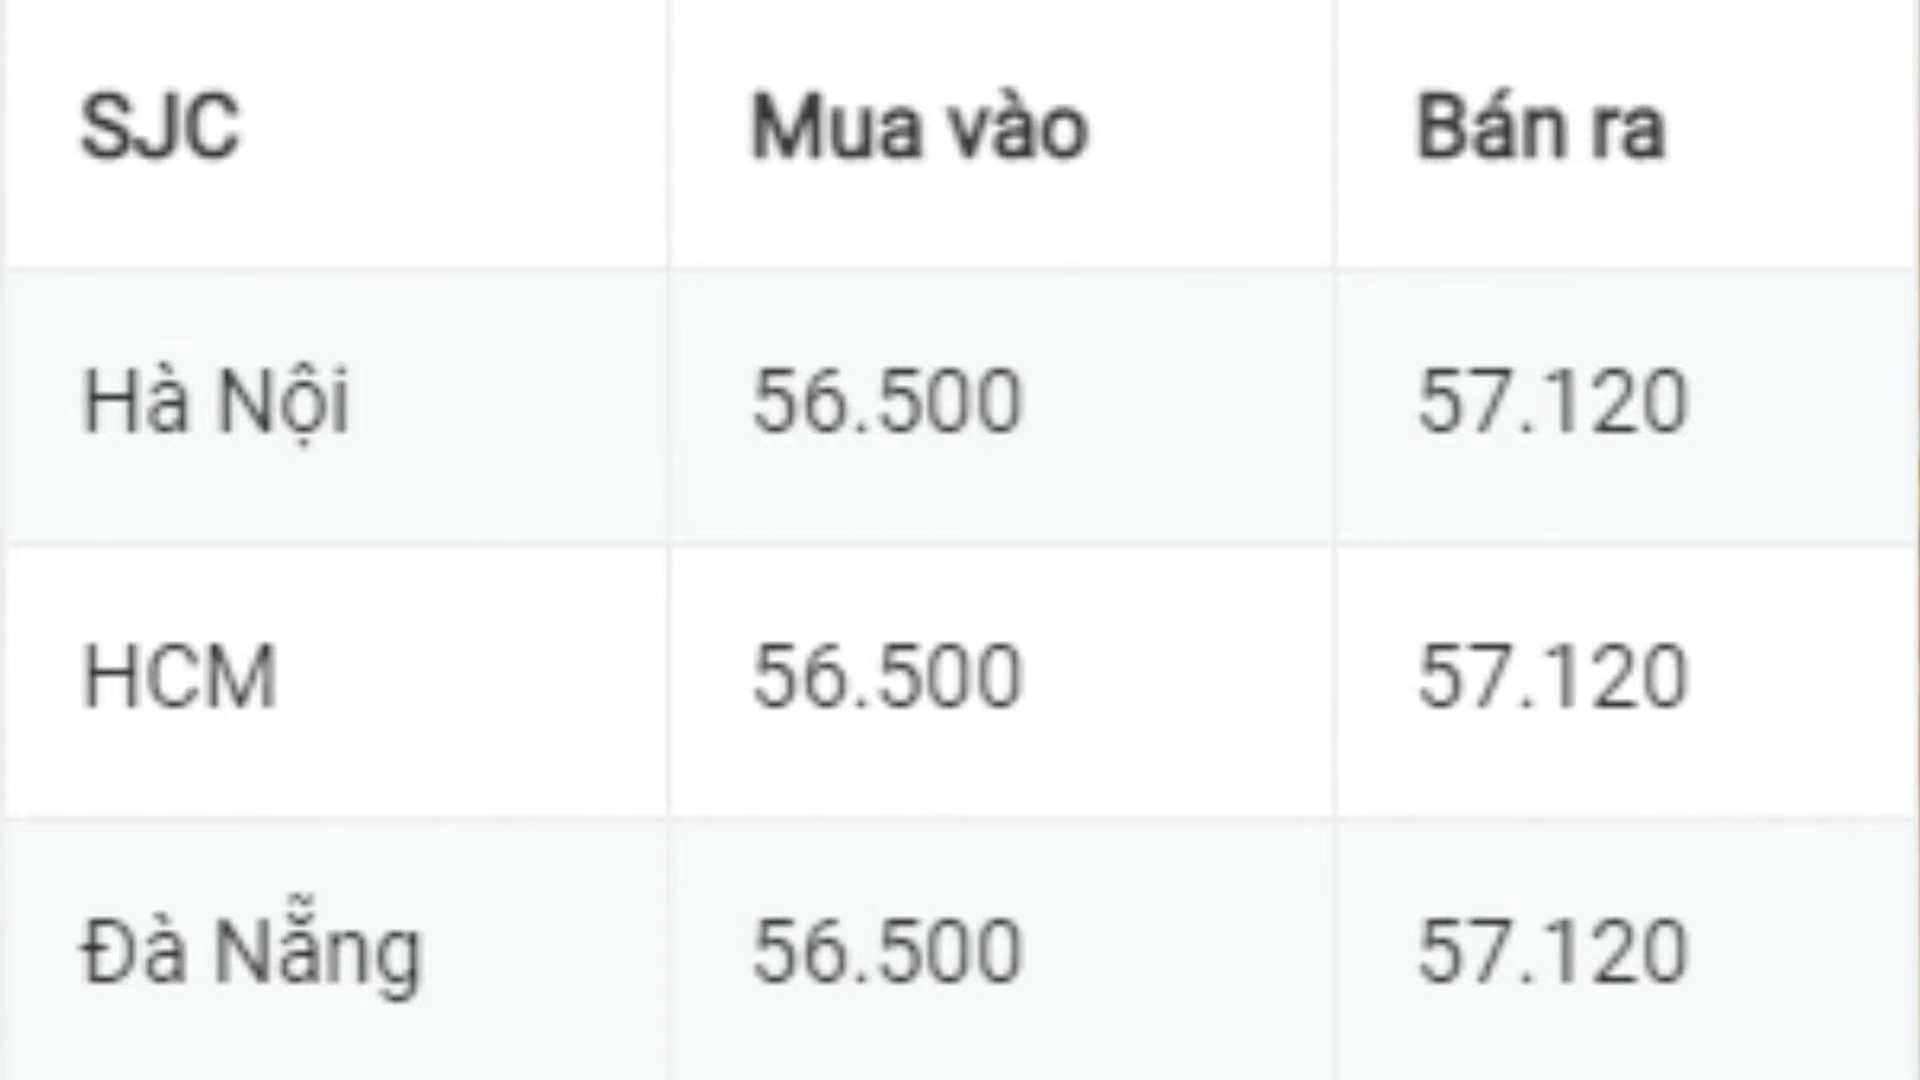 SJC Mua vào Bán ra
Hà Nội 56.500 57.120
HCM 56.500 57.120
Đà Nẵng 56.500 57.120